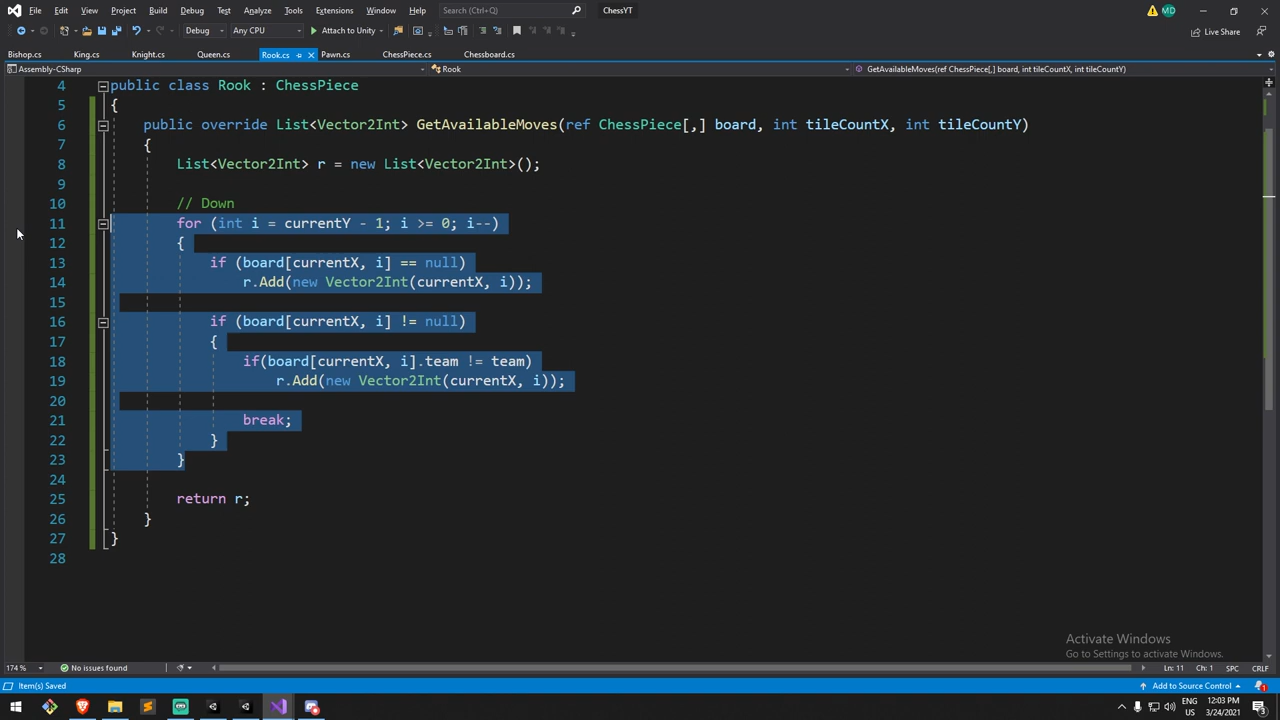 File Edit View Git Project Build Debug Test Analyze Tools Extensions Window Help Search (Ctrl+Q) ChessYT MD
Debug Any CPU Attach to Unity Live Share
Bishop.cs King.cs Knight.cs Queen.cs Rook.cs Pawn.cs ChessPiece.cs Chessboard.cs
Assembly-CSharp Rook GetAvailableMoves(ref ChessPiece[,] board, int tileCountX, int tileCountY)
4 public class Rook : ChessPiece
5 {
6 public override List<Vector2Int> GetAvailableMoves(ref ChessPiece[,] board, int tileCountX, int tileCountY)
7 {
8 List<Vector2Int> r = new List<Vector2Int>();
9
10 // Down
11 for (int i = currentY - 1; i >= 0; i--)
12 {
13 if (board[currentX, i] == null)
14 r.Add(new Vector2Int(currentX, i));
15
16 if (board[currentX, i] != null)
17 {
18 if(board[currentX, i].team != team)
19 r.Add(new Vector2Int(currentX, i));
20
21 break;
22 }
23 }
24
25 return r;
26 }
27 }
28
Activate Windows
Go to Settings to activate Windows.
174 % No issues found Ln: 11 Ch: 1 SPC CRLF
Item(s) Saved Add to Source Control 1
ENG 12:03 PM
US 3/24/2021 3